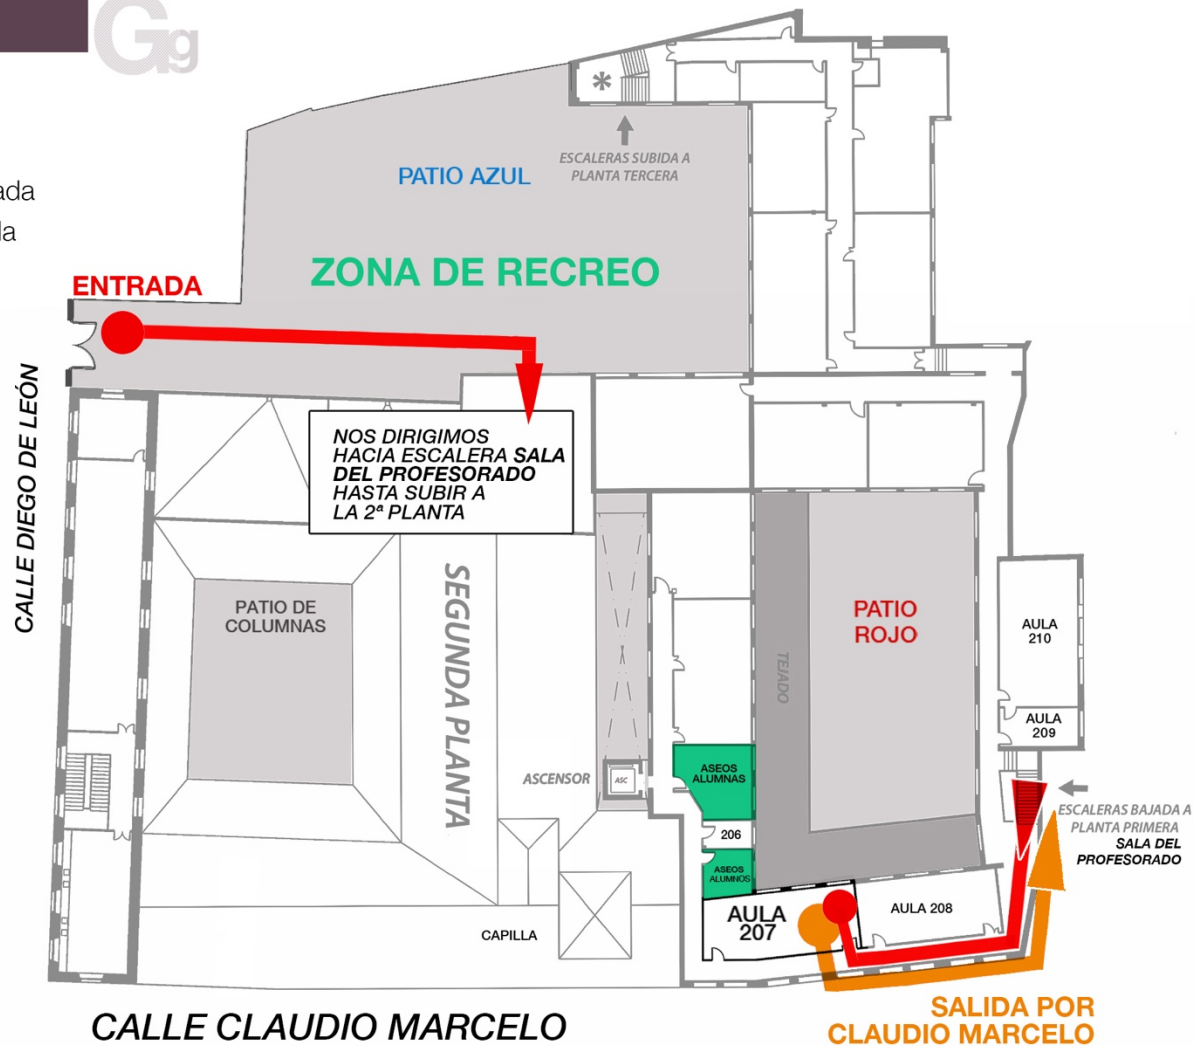 Gg
ada
la
*
ESCALERAS SUBIDA A
PLANTA TERCERA
PATIO AZUL
ZONA DE RECREO
ENTRADA
CALLE DIEGO DE LEÓN
NOS DIRIGIMOS
HACIA ESCALERA SALA
DEL PROFESORADO
HASTA SUBIR A
LA 2ª PLANTA
PATIO DE
COLUMNAS
SEGUNDA PLANTA
TEJADO
PATIO
ROJO
AULA
210
AULA
209
ASCENSOR
ASC
ASEOS
ALUMNAS
206
ASEOS
ALUMNOS
ESCALERAS BAJADA A
PLANTA PRIMERA
SALA DEL
PROFESORADO
AULA
207
AULA 208
CAPILLA
CALLE CLAUDIO MARCELO
SALIDA POR
CLAUDIO MARCELO